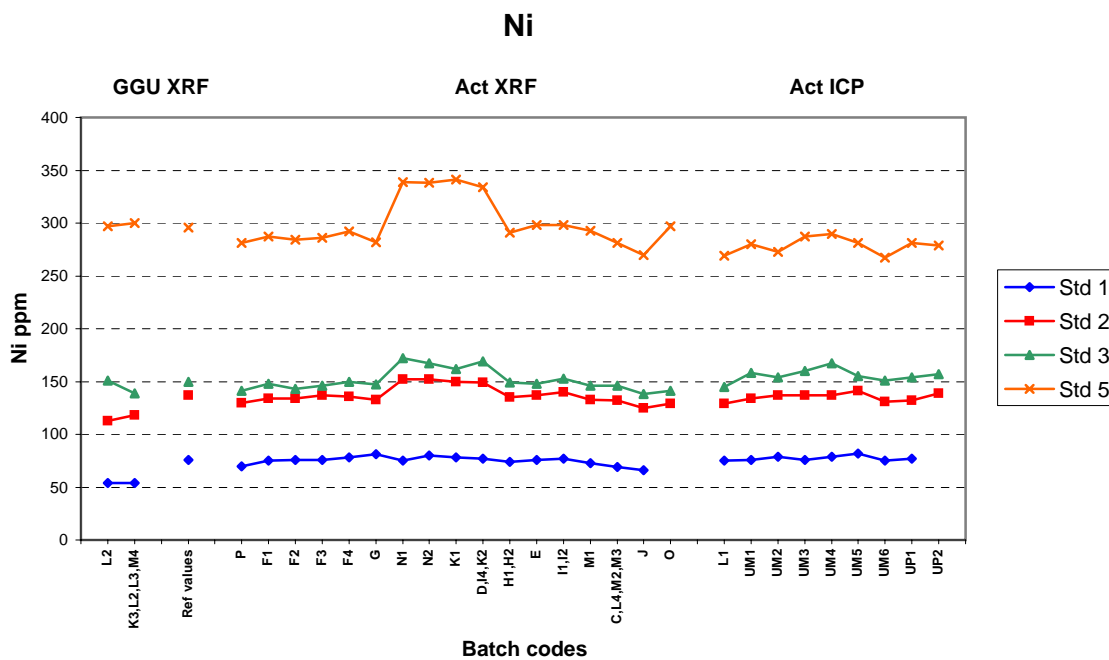 Ni
GGU XRF
Act XRF
Act ICP
400
350
300
250
200
150
100
50
0
Ni ppm
L2
K3,L2,L3,M4
Ref values
P
F1
F2
F3
F4
G
N1
N2
K1
D,I4,K2
H1,H2
E
I1,I2
M1
C,L4,M2,M3
J
O
L1
UM1
UM2
UM3
UM4
UM5
UM6
UP1
UP2
Batch codes
Std 1
Std 2
Std 3
Std 5